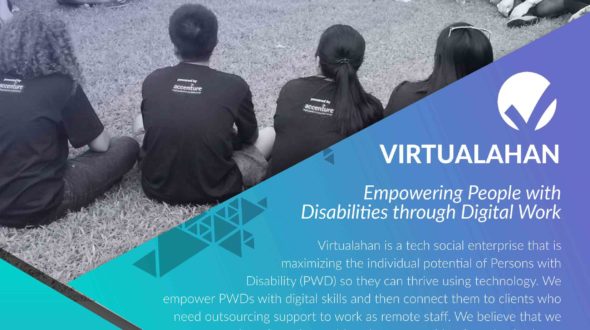 powered by
accenture
powered by
accenture
powered by
accenture
VIRTUALAHAN
Empowering People with
Disabilities through Digital Work
Virtualahan is a tech social enterprise that is
maximizing the individual potential of Persons with
Disability (PWD) so they can thrive using technology. We
empower PWDs with digital skills and then connect them to clients who
need outsourcing support to work as remote staff. We believe that we